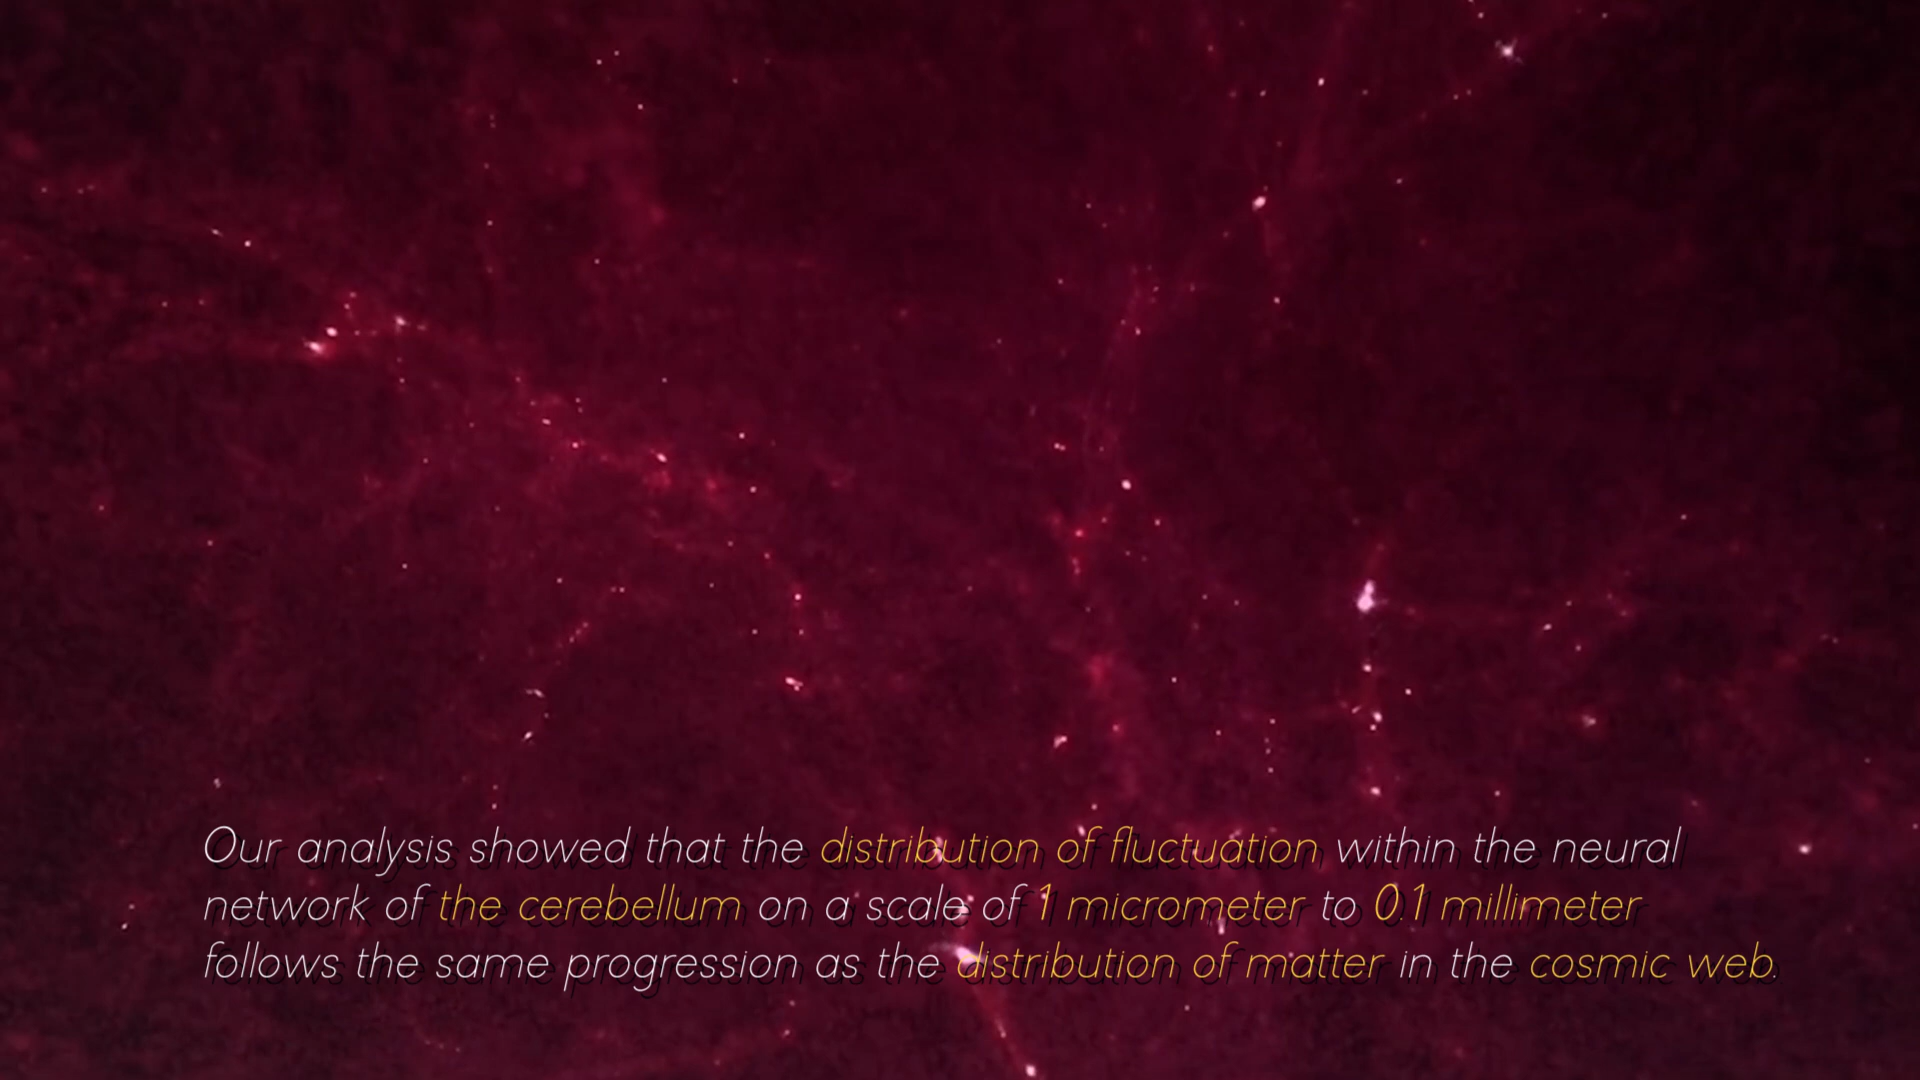 Our analysis showed that the distribution of fluctuation within the neural
network of the cerebellum on a scale of 1 micrometer to 0.1 millimeter
follows the same progression as the distribution of matter in the cosmic web.